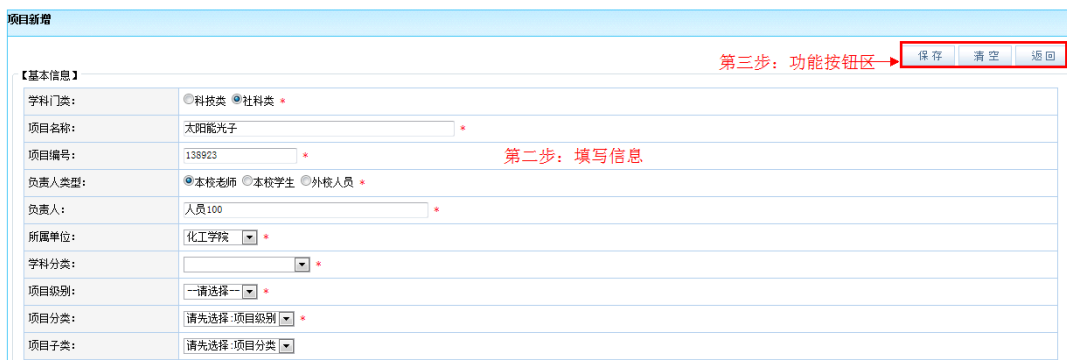 项目新增
第三步：功能按钮区 保存 清空 返回
【基本信息】
学科门类： 科技类 社科类 *
项目名称： 太阳能光子 *
项目编号： 138923 * 第二步：填写信息
负责人类型： 本校老师 本校学生 外校人员 *
负责人： 人员100 *
所属单位： 化工学院 *
学科分类： *
项目级别： --请选择-- *
项目分类： 请先选择:项目级别 *
项目子类： 请先选择:项目分类